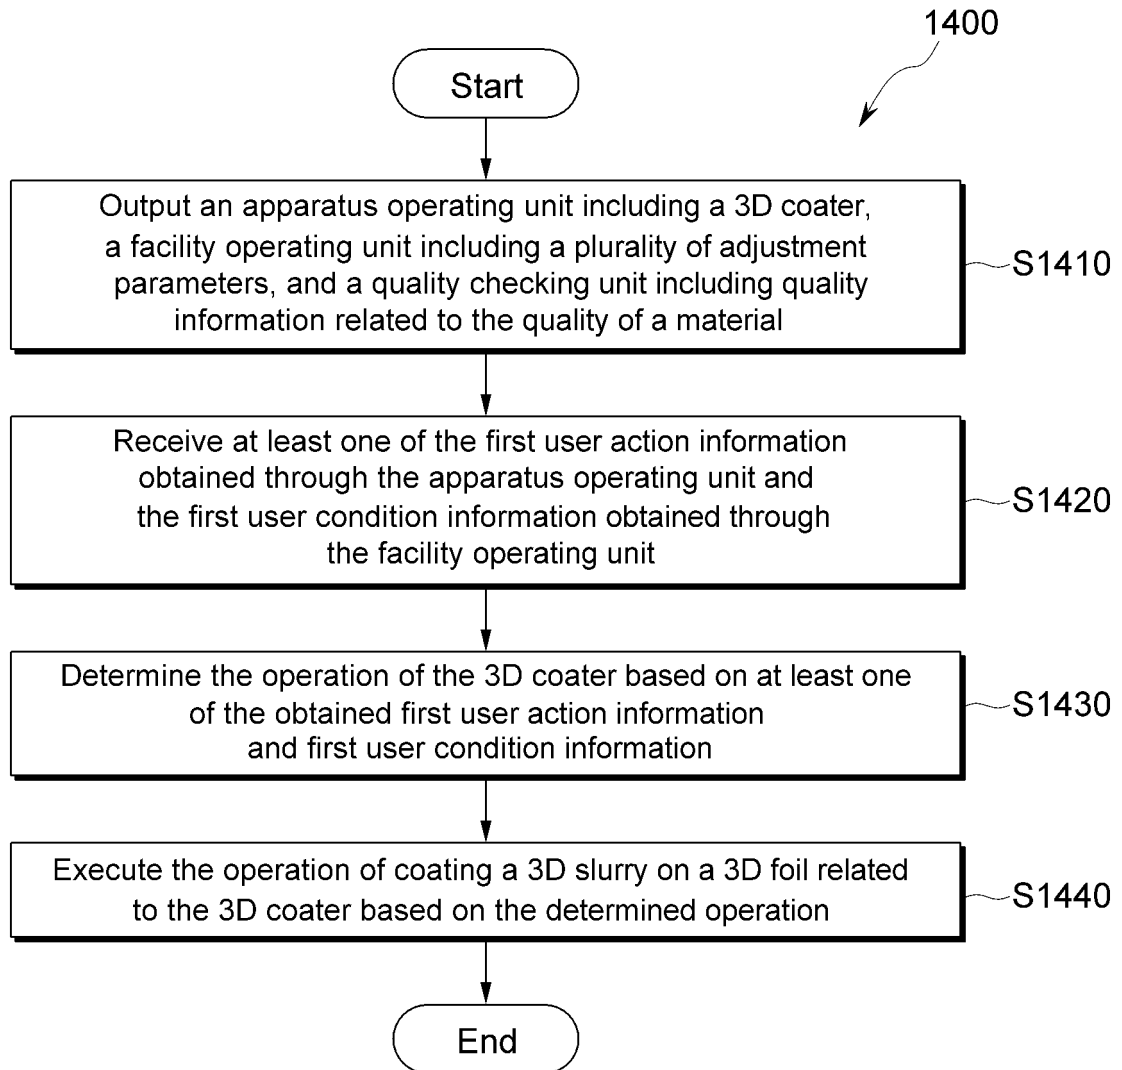 1400
Start
Output an apparatus operating unit including a 3D coater,
a facility operating unit including a plurality of adjustment
parameters, and a quality checking unit including quality
information related to the quality of a material
S1410
Receive at least one of the first user action information
obtained through the apparatus operating unit and
the first user condition information obtained through
the facility operating unit
S1420
Determine the operation of the 3D coater based on at least one
of the obtained first user action information
and first user condition information
S1430
Execute the operation of coating a 3D slurry on a 3D foil related
to the 3D coater based on the determined operation
S1440
End